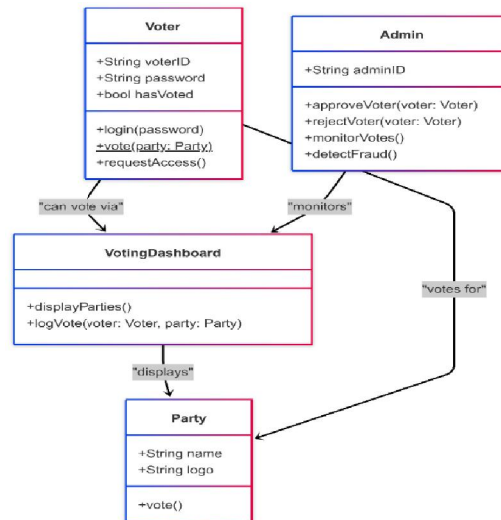 Voter
+String voterID
+String password
+bool hasVoted
+login(password)
+vote(party: Party)
+requestAccess()
Admin
+String adminID
+approveVoter(voter: Voter)
+rejectVoter(voter: Voter)
+monitorVotes()
+detectFraud()
"can vote via"
"monitors"
VotingDashboard
+displayParties()
+logVote(voter: Voter, party: Party)
"votes for"
"displays"
Party
+String name
+String logo
+vote()